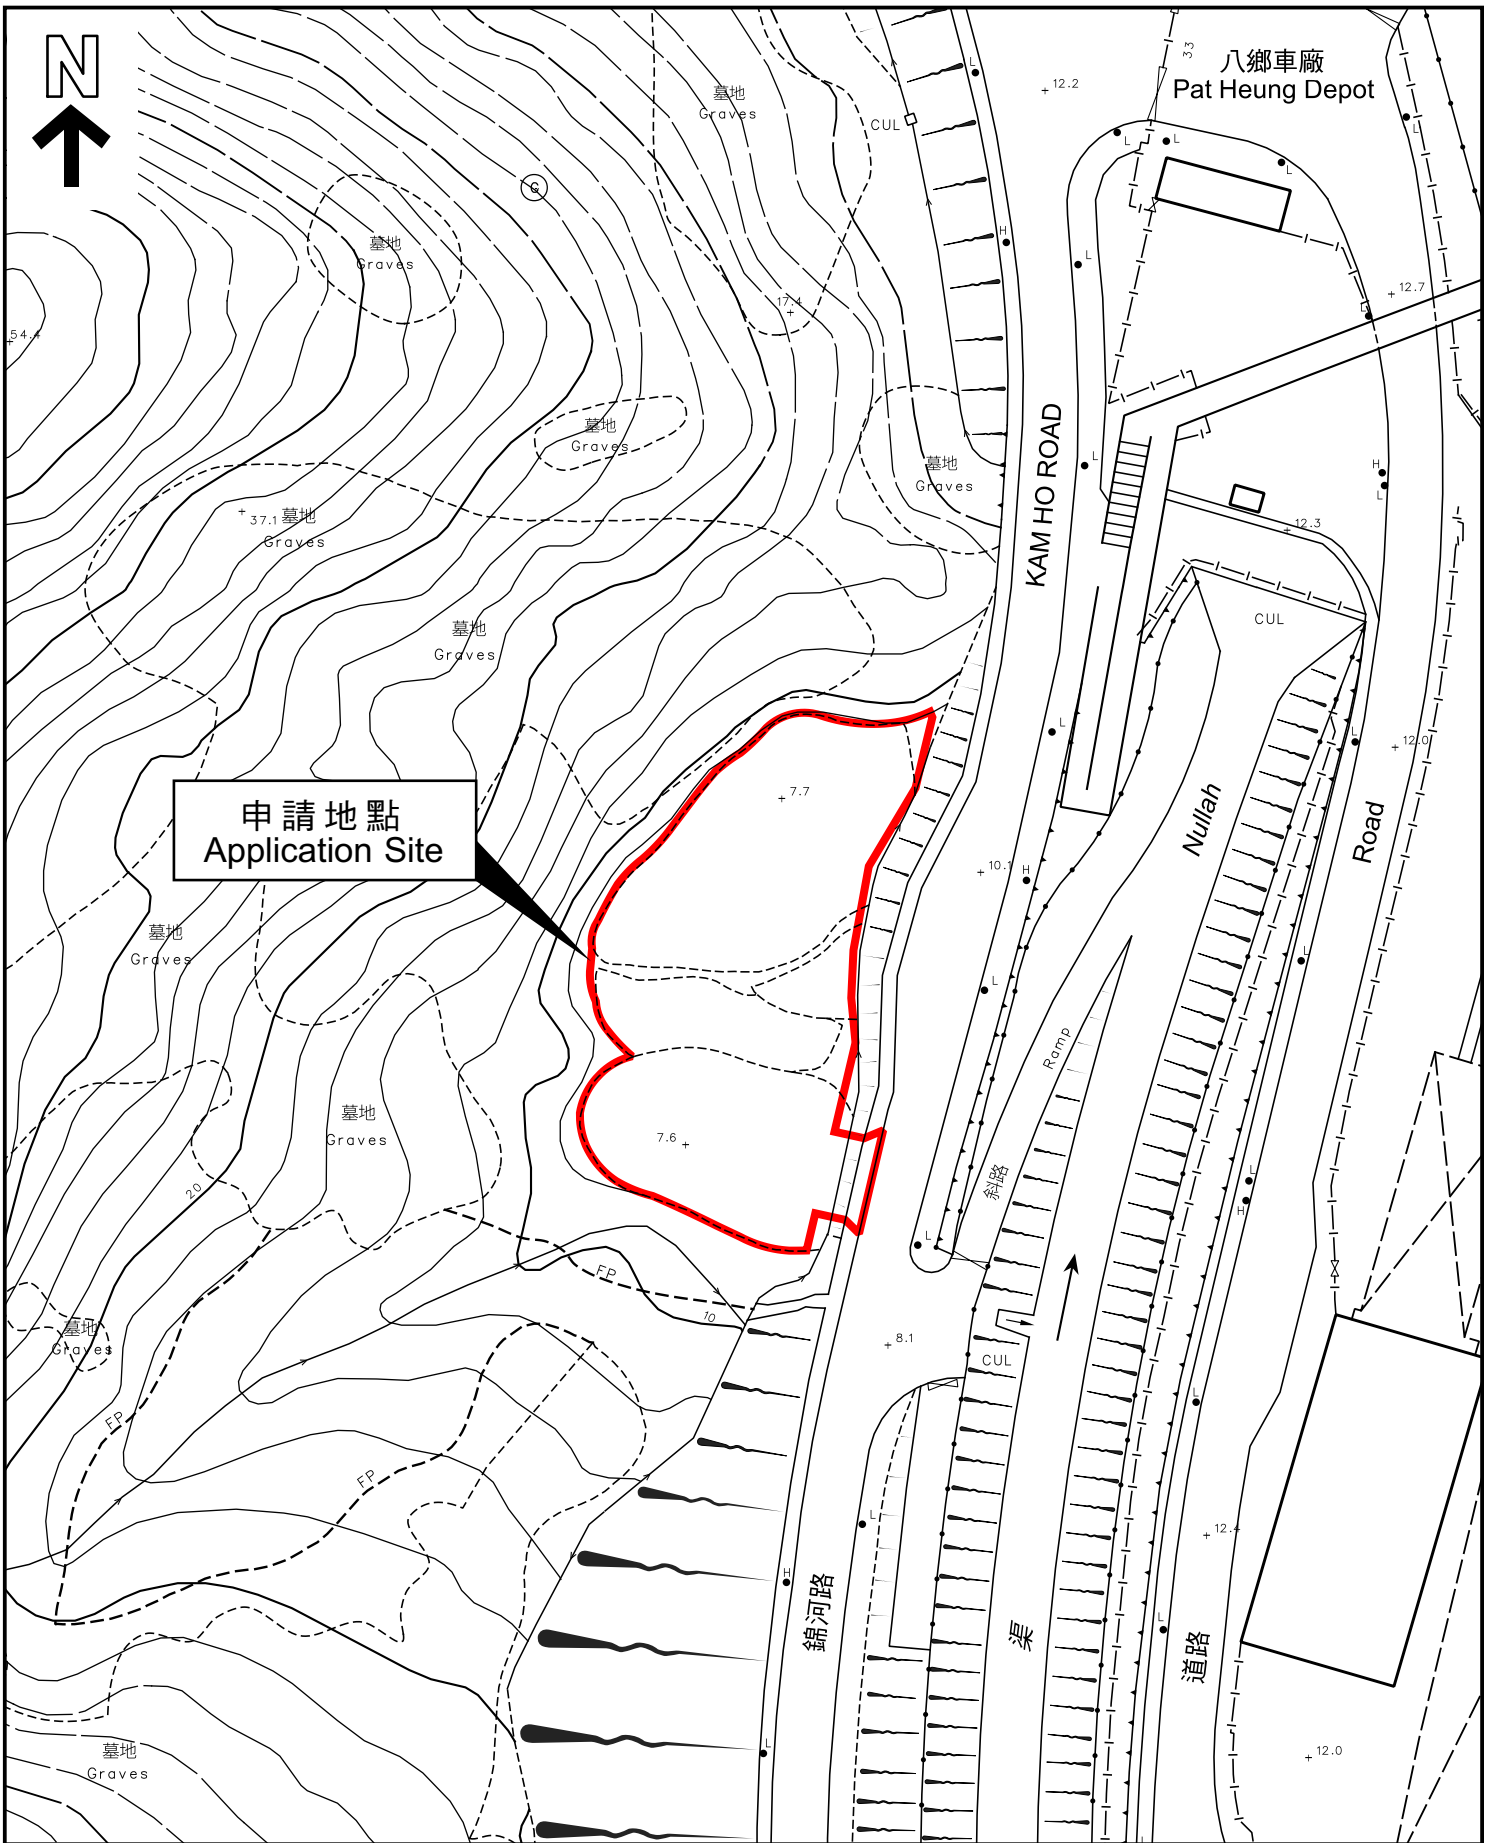 N
八鄉車廠
Pat Heung Depot
33
12.2
墓地
Graves
CUL
L
L
L
L
L
G
墓地
Graves
H
L
12.7
17.4
54.4
墓地
Graves
KAM HO ROAD
墓地
Graves
L
H
L
37.1 墓地
Graves
12.3
墓地
Graves
CUL
L
L
12.0
7.7
Nullah
Road
申請地點
Application Site
10.1
H
墓地
Graves
L
L
Ramp
墓地
Graves
7.6
斜路
20
L
H
L
FP
10
墓地
Graves
8.1
CUL
FP
L
FP
L
12.4
H
錦河路
渠
道路
L
L
墓地
Graves
12.0
L